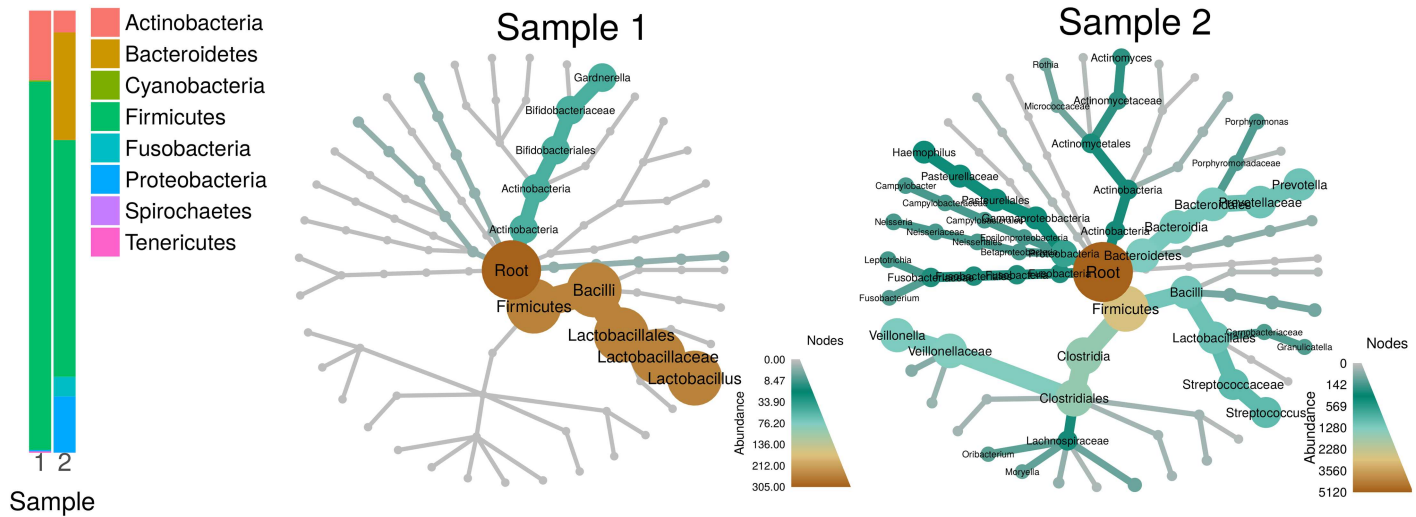 Actinobacteria
Bacteroidetes
Cyanobacteria
Firmicutes
Fusobacteria
Proteobacteria
Spirochaetes
Tenericutes
1 2
Sample
Sample 1
Gardnerella
Bifidobacteriaceae
Bifidobacteriales
Actinobacteria
Actinobacteria
Root
Bacilli
Firmicutes
Lactobacillales
Lactobacillaceae
Lactobacillus
Nodes
Abundance
0.00
8.47
33.90
76.20
136.00
212.00
305.00
Sample 2
Actinomyces
Rothia
Actinomycetaceae
Micrococcaceae
Actinomycetales
Porphyromonas
Haemophilus
Porphyromonadaceae
Pasteurellaceae
Campylobacter
Prevotella
Actinobacteria
Pasteurellales
Campylobacteraceae
Prevotellaceae
Bacteroidales
Gammaproteobacteria
Campylobacterales
Neisseria
Bacteroidia
Neisseriaceae
Actinobacteria
Epsilonproteobacteria
Neisseriales
Betaproteobacteria
Proteobacteria
Bacteroidetes
Leptotrichia
Root
Fusobacteriaceae
Fusobacteriales
Fusobacteria
Fusobacteria
Bacilli
Fusobacterium
Firmicutes
Veillonella
Carnobacteriaceae
Lactobacillales
Granulicatella
Veillonellaceae
Clostridia
Streptococcaceae
Clostridiales
Streptococcus
Lachnospiraceae
Oribacterium
Moryella
Nodes
Abundance
0
142
569
1280
2280
3560
5120